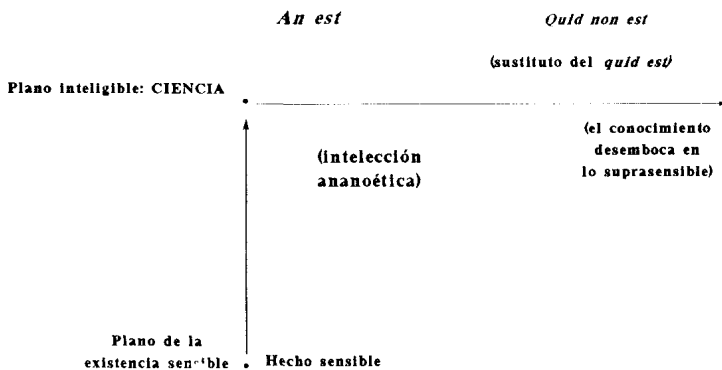 An est
Quid non est
(sustituto del quid est)
Plano inteligible: CIENCIA
(el conocimiento
desemboca en
lo suprasensible)
(intelección
ananoética)
Plano de la
existencia sensible
Hecho sensible